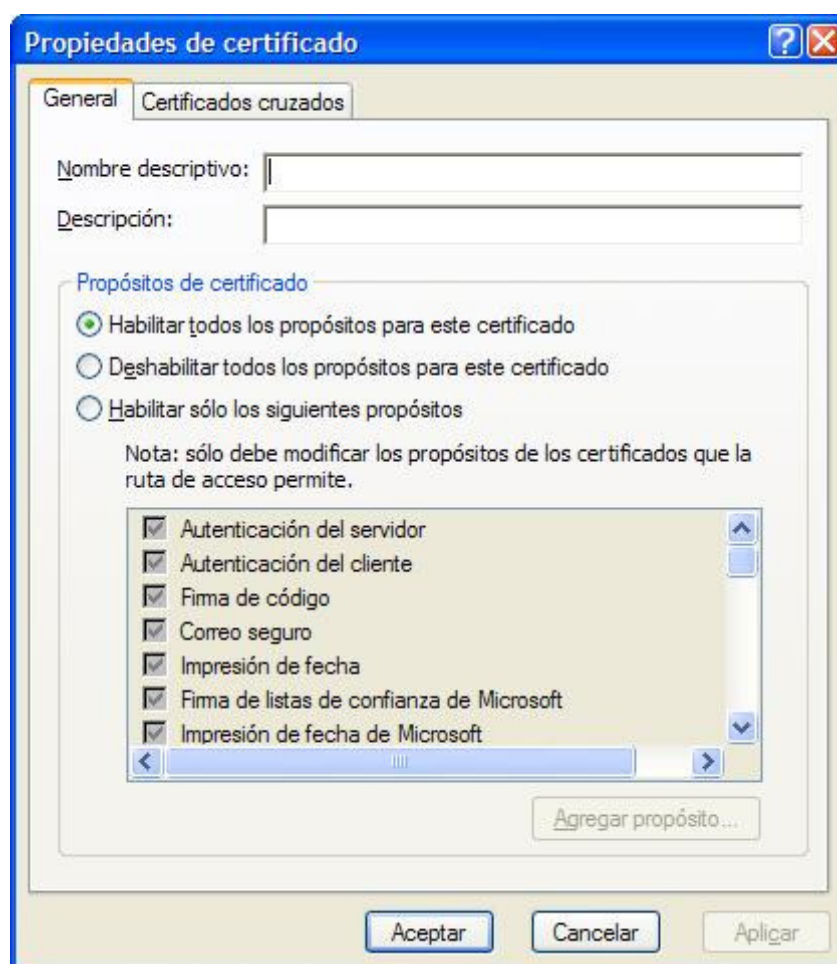 Propiedades de certificado
General
Certificados cruzados
Nombre descriptivo:
Descripción:
Propósitos de certificado
Habilitar todos los propósitos para este certificado
Deshabilitar todos los propósitos para este certificado
Habilitar sólo los siguientes propósitos
Nota: sólo debe modificar los propósitos de los certificados que la
ruta de acceso permite.
Autenticación del servidor
Autenticación del cliente
Firma de código
Correo seguro
Impresión de fecha
Firma de listas de confianza de Microsoft
Impresión de fecha de Microsoft
Agregar propósito...
Aceptar
Cancelar
Aplicar